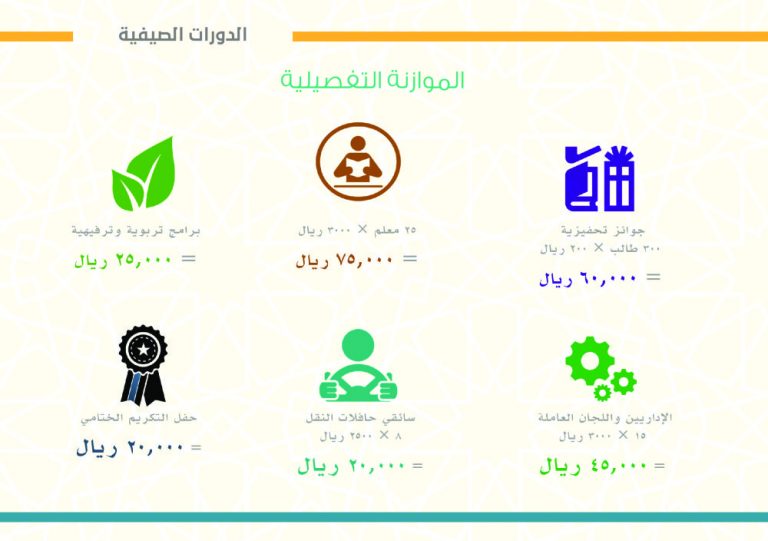 الدورات الصيفية
الموازنة التفصيلية
جوائز تحفيزية
٣٠٠ طالب × ٢٠٠ ريال
= ٦٠,٠٠٠ ريال
٢٥ معلم × ٣٠٠٠ ريال
= ٧٥,٠٠٠ ريال
برامج تربوية وترفيهية
= ٢٥,٠٠٠ ريال
الإداريين واللجان العاملة
١٥ × ٣٠٠٠ ريال
= ٤٥,٠٠٠ ريال
سائقي حافلات النقل
٨ × ٢٥٠٠ ريال
= ٢٠,٠٠٠ ريال
حفل التكريم الختامي
= ٢٠,٠٠٠ ريال